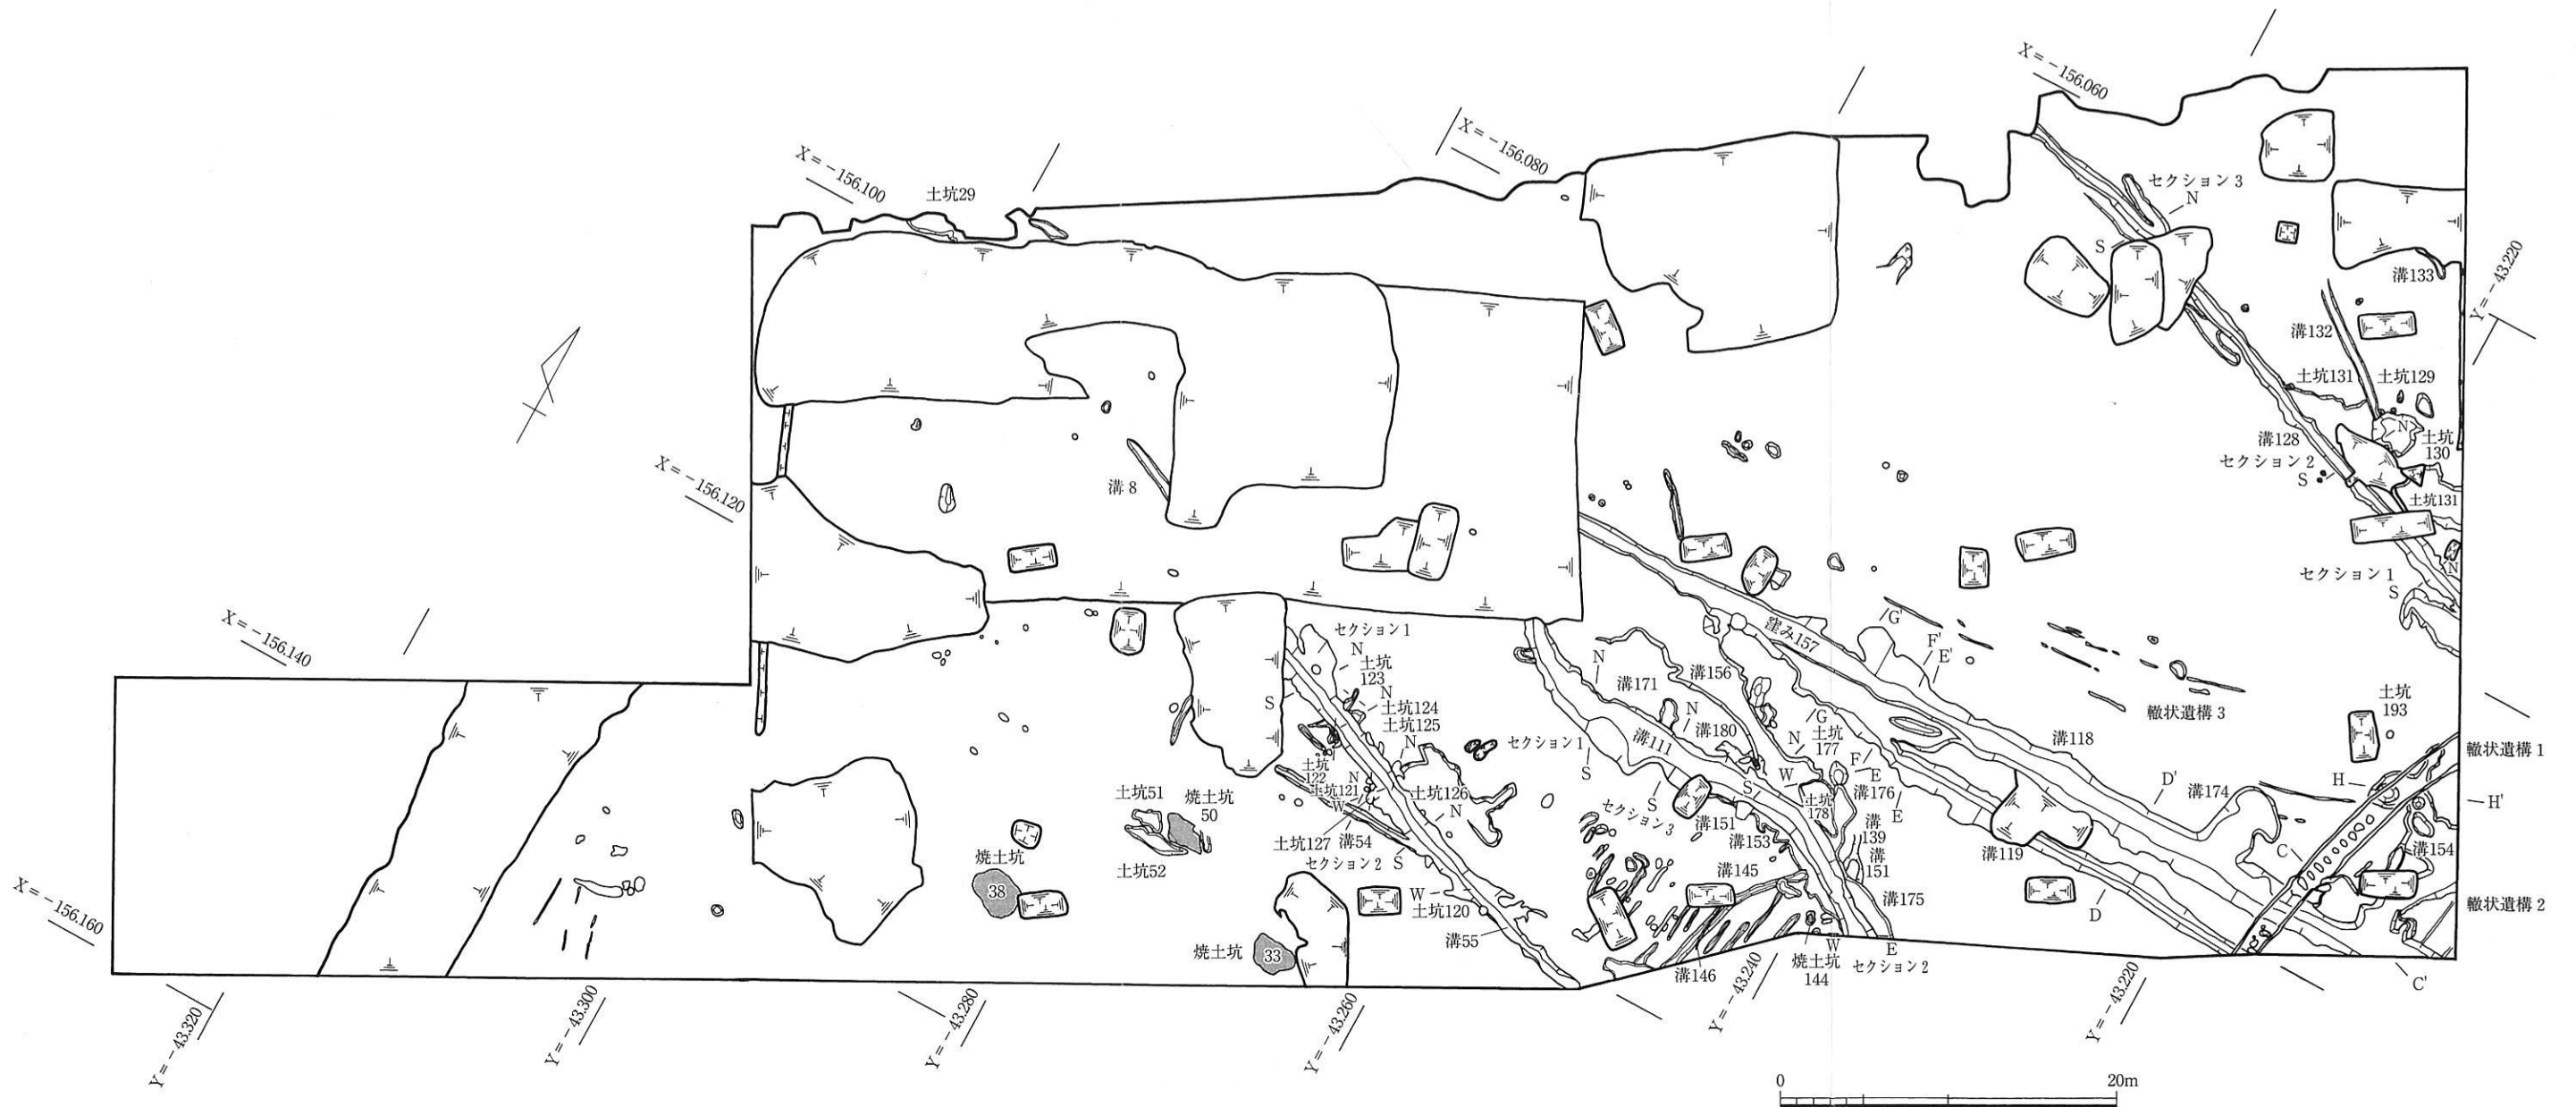 X=-156.060
X=-156.080
X=-156.100
土坑29
セクション3
N
S
溝133
Y=-43.220
溝132
土坑131
土坑129
N
溝128
土坑
130
セクション2
S
土坑131
X=-156.120
溝8
セクション1
N
S
X=-156.140
セクション1
N
土坑
123
N
土坑124
土坑125
S
N
土坑
122
N
土坑121
W
土坑126
N
土坑127
溝54
セクション2
S
W
土坑120
溝55
土坑51
焼土坑
50
土坑52
焼土坑
38
焼土坑
33
窪み157
G'
F'
E'
N
溝171
溝156
N
溝180
G
N
土坑
177
セクション1
溝111
S
F
E
W
S
溝176
土坑
178
E
セクション3
S
溝151
溝153
溝
139
溝
151
溝145
溝175
溝146
焼土坑
144
W
E
セクション2
轍状遺構3
土坑
193
溝118
轍状遺構1
D'
溝174
H
H'
溝119
C
溝154
D
轍状遺構2
C'
X=-156.160
Y=-43.320
Y=-43.300
Y=-43.280
Y=-43.260
Y=-43.240
Y=-43.220
0
20m